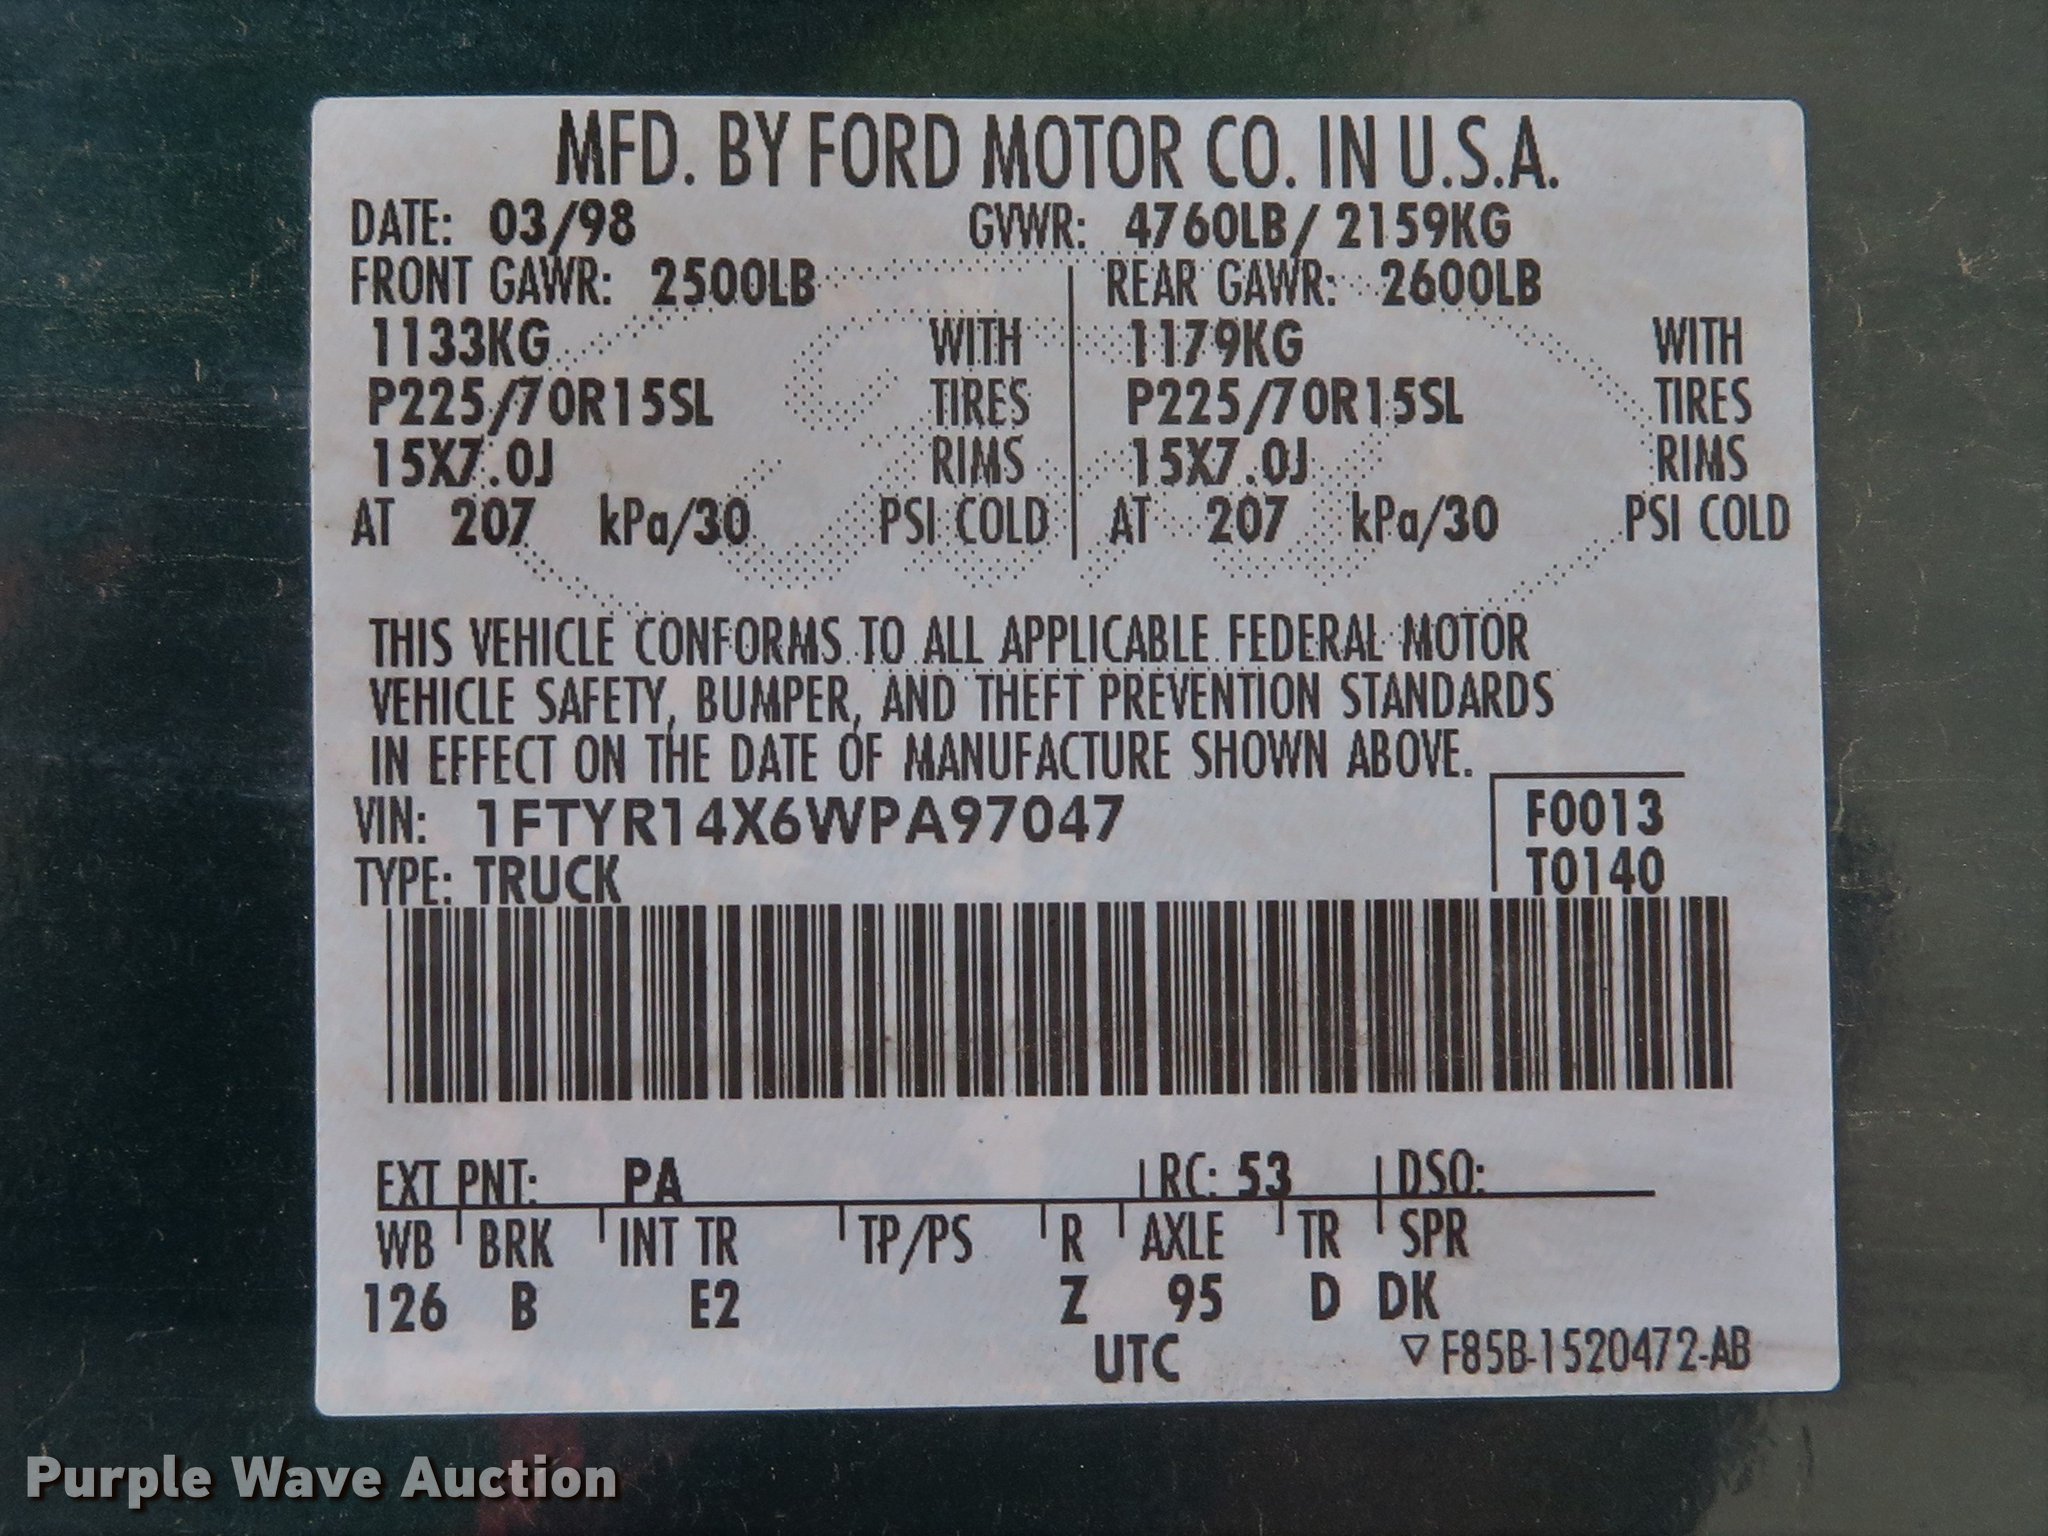 MFD. BY FORD MOTOR CO. IN U.S.A.
DATE: 03/98 GVWR: 4760LB/ 2159KG
FRONT GAWR: 2500LB REAR GAWR: 2600LB
1133KG WITH 1179KG WITH
P225/70R15SL TIRES P225/70R15SL TIRES
15X7.0J RIMS 15X7.0J RIMS
AT 207 kPa/30 PSI COLD AT 207 kPa/30 PSI COLD
THIS VEHICLE CONFORMS TO ALL APPLICABLE FEDERAL MOTOR
VEHICLE SAFETY, BUMPER, AND THEFT PREVENTION STANDARDS
IN EFFECT ON THE DATE OF MANUFACTURE SHOWN ABOVE.
VIN: 1FTYR14X6WPA97047 F0013
TYPE: TRUCK T0140
EXT PNT: PA RC: 53 DSO:
WB BRK INT TR TP/PS R AXLE TR SPR
126 B E2 Z 95 D DK
UTC ▽ F85B-1520472-AB
Purple Wave Auction